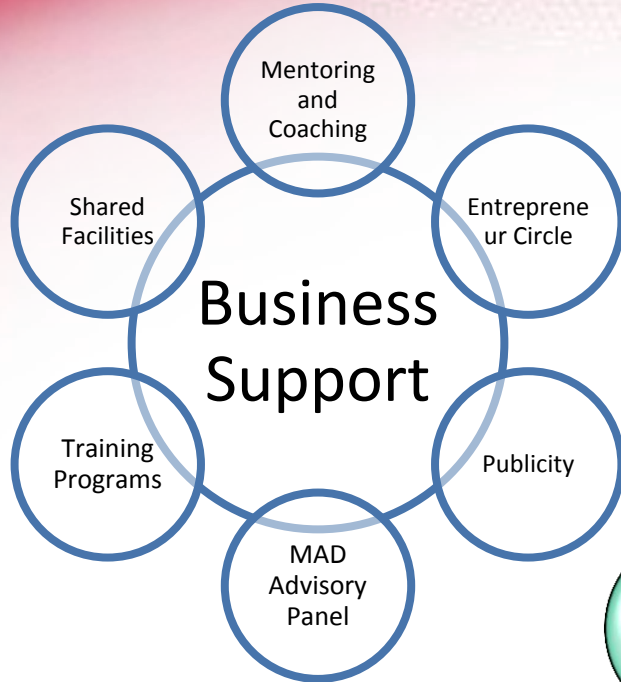 Mentoring
and
Coaching
Shared
Facilities
Entreprene
ur Circle
Business
Support
Training
Programs
Publicity
MAD
Advisory
Panel